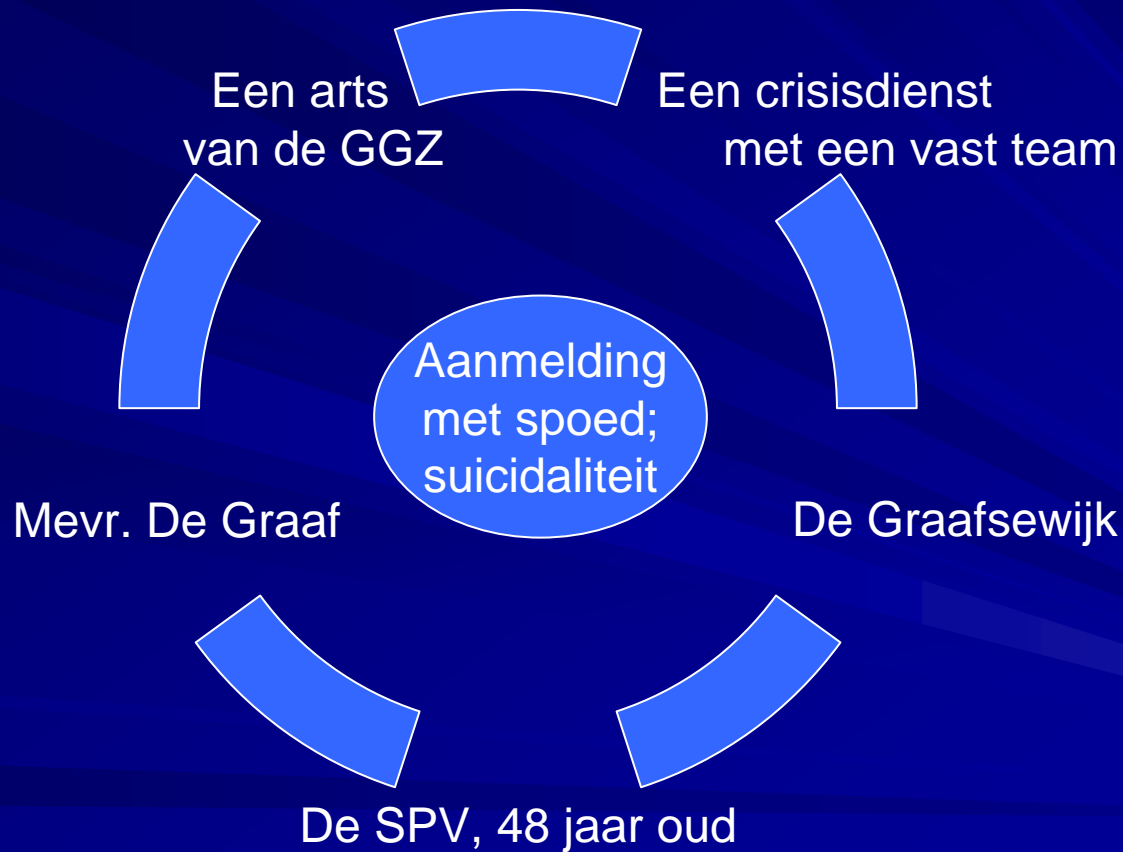 Een arts
van de GGZ
Een crisisdienst
met een vast team
Aanmelding
met spoed;
suicidaliteit
Mevr. De Graaf
De Graafsewijk
De SPV, 48 jaar oud